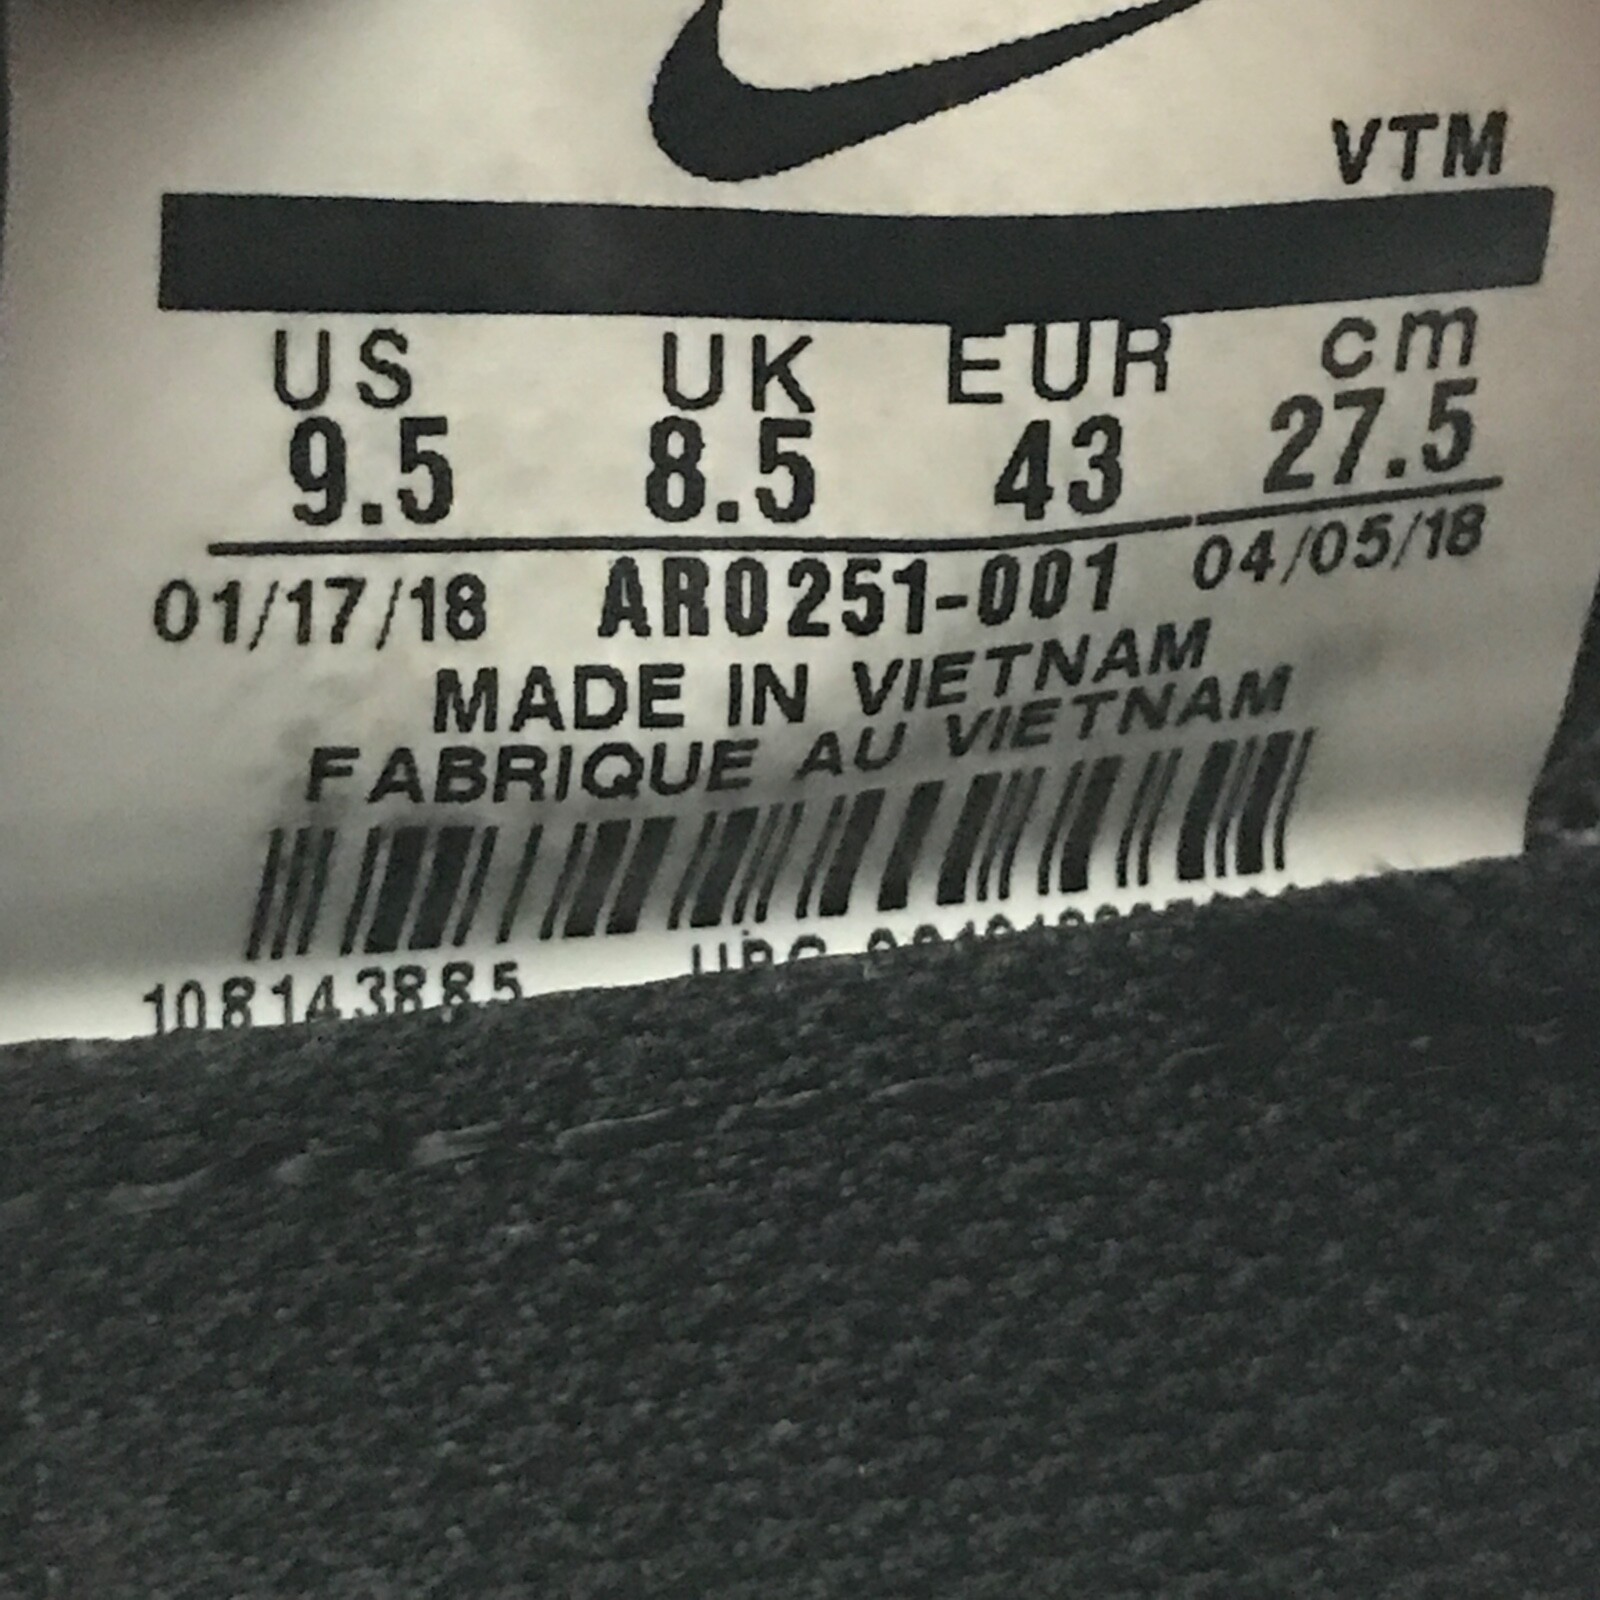 VTM
US UK EUR cm
9.5 8.5 43 27.5
01/17/18 AR0251-001 04/05/18
MADE IN VIETNAM
FABRIQUE AU VIETNAM
108143885 UPC